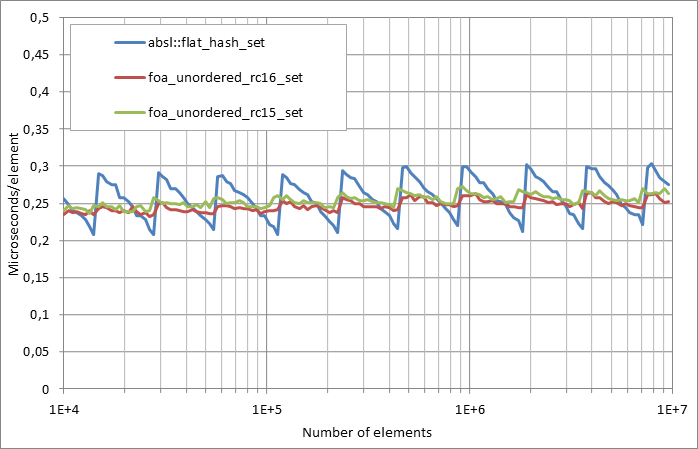 0,5
0,45
0,4
0,35
0,3
0,25
0,2
0,15
0,1
0,05
0
Microseconds/element
absl::flat_hash_set
foa_unordered_rc16_set
foa_unordered_rc15_set
1E+4 1E+5 1E+6 1E+7
Number of elements